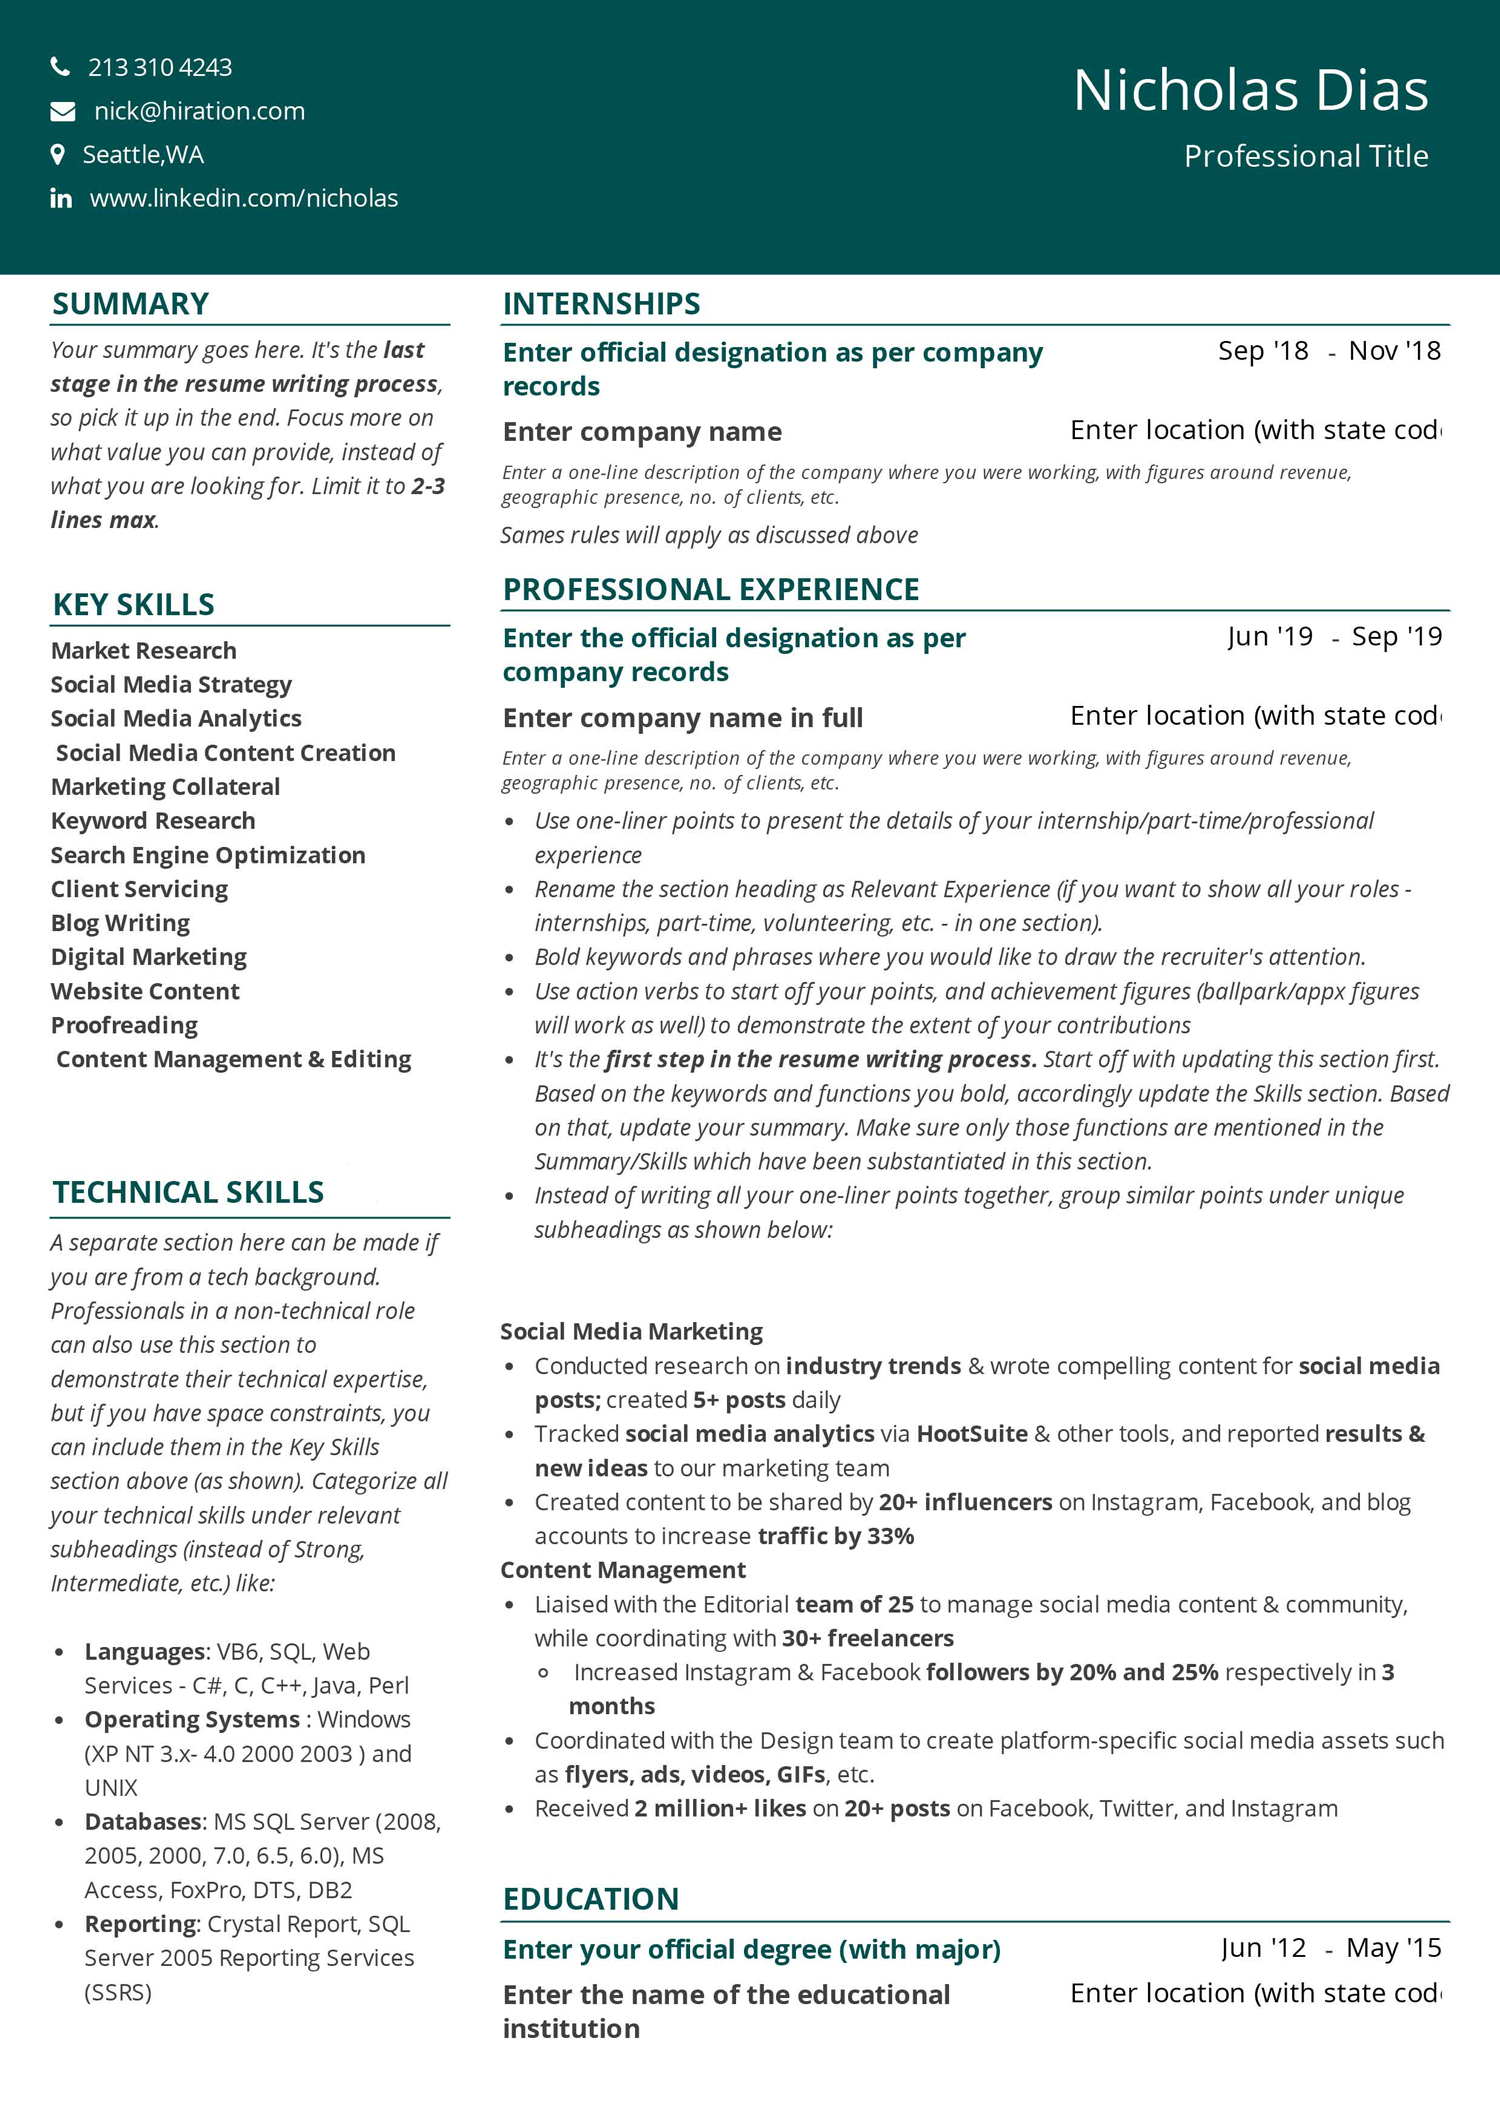 213 310 4243
nick@hiration.com
Seattle,WA
www.linkedin.com/nicholas
Nicholas Dias
Professional Title
SUMMARY
Your summary goes here. It's the last
stage in the resume writing process,
so pick it up in the end. Focus more on
what value you can provide, instead of
what you are looking for. Limit it to 2-3
lines max.
KEY SKILLS
Market Research
Social Media Strategy
Social Media Analytics
Social Media Content Creation
Marketing Collateral
Keyword Research
Search Engine Optimization
Client Servicing
Blog Writing
Digital Marketing
Website Content
Proofreading
Content Management & Editing
TECHNICAL SKILLS
A separate section here can be made if
you are from a tech background.
Professionals in a non-technical role
can also use this section to
demonstrate their technical expertise,
but if you have space constraints, you
can include them in the Key Skills
section above (as shown). Categorize all
your technical skills under relevant
subheadings (instead of Strong,
Intermediate, etc.) like:
• Languages: VB6, SQL, Web
Services - C#, C, C++, Java, Perl
• Operating Systems : Windows
(XP NT 3.x- 4.0 2000 2003 ) and
UNIX
• Databases: MS SQL Server (2008,
2005, 2000, 7.0, 6.5, 6.0), MS
Access, FoxPro, DTS, DB2
• Reporting: Crystal Report, SQL
Server 2005 Reporting Services
(SSRS)
INTERNSHIPS
Enter official designation as per company
records
Sep '18 - Nov '18
Enter company name
Enter location (with state cod
Enter a one-line description of the company where you were working, with figures around revenue,
geographic presence, no. of clients, etc.
Sames rules will apply as discussed above
PROFESSIONAL EXPERIENCE
Enter the official designation as per
company records
Jun '19 - Sep '19
Enter company name in full
Enter location (with state cod
Enter a one-line description of the company where you were working, with figures around revenue,
geographic presence, no. of clients, etc.
• Use one-liner points to present the details of your internship/part-time/professional
experience
• Rename the section heading as Relevant Experience (if you want to show all your roles -
internships, part-time, volunteering, etc. - in one section).
• Bold keywords and phrases where you would like to draw the recruiter's attention.
• Use action verbs to start off your points, and achievement figures (ballpark/appx figures
will work as well) to demonstrate the extent of your contributions
• It's the first step in the resume writing process. Start off with updating this section first.
Based on the keywords and functions you bold, accordingly update the Skills section. Based
on that, update your summary. Make sure only those functions are mentioned in the
Summary/Skills which have been substantiated in this section.
• Instead of writing all your one-liner points together, group similar points under unique
subheadings as shown below:
Social Media Marketing
• Conducted research on industry trends & wrote compelling content for social media
posts; created 5+ posts daily
• Tracked social media analytics via HootSuite & other tools, and reported results &
new ideas to our marketing team
• Created content to be shared by 20+ influencers on Instagram, Facebook, and blog
accounts to increase traffic by 33%
Content Management
• Liaised with the Editorial team of 25 to manage social media content & community,
while coordinating with 30+ freelancers
◦ Increased Instagram & Facebook followers by 20% and 25% respectively in 3
months
• Coordinated with the Design team to create platform-specific social media assets such
as flyers, ads, videos, GIFs, etc.
• Received 2 million+ likes on 20+ posts on Facebook, Twitter, and Instagram
EDUCATION
Enter your official degree (with major)
Jun '12 - May '15
Enter the name of the educational
institution
Enter location (with state cod